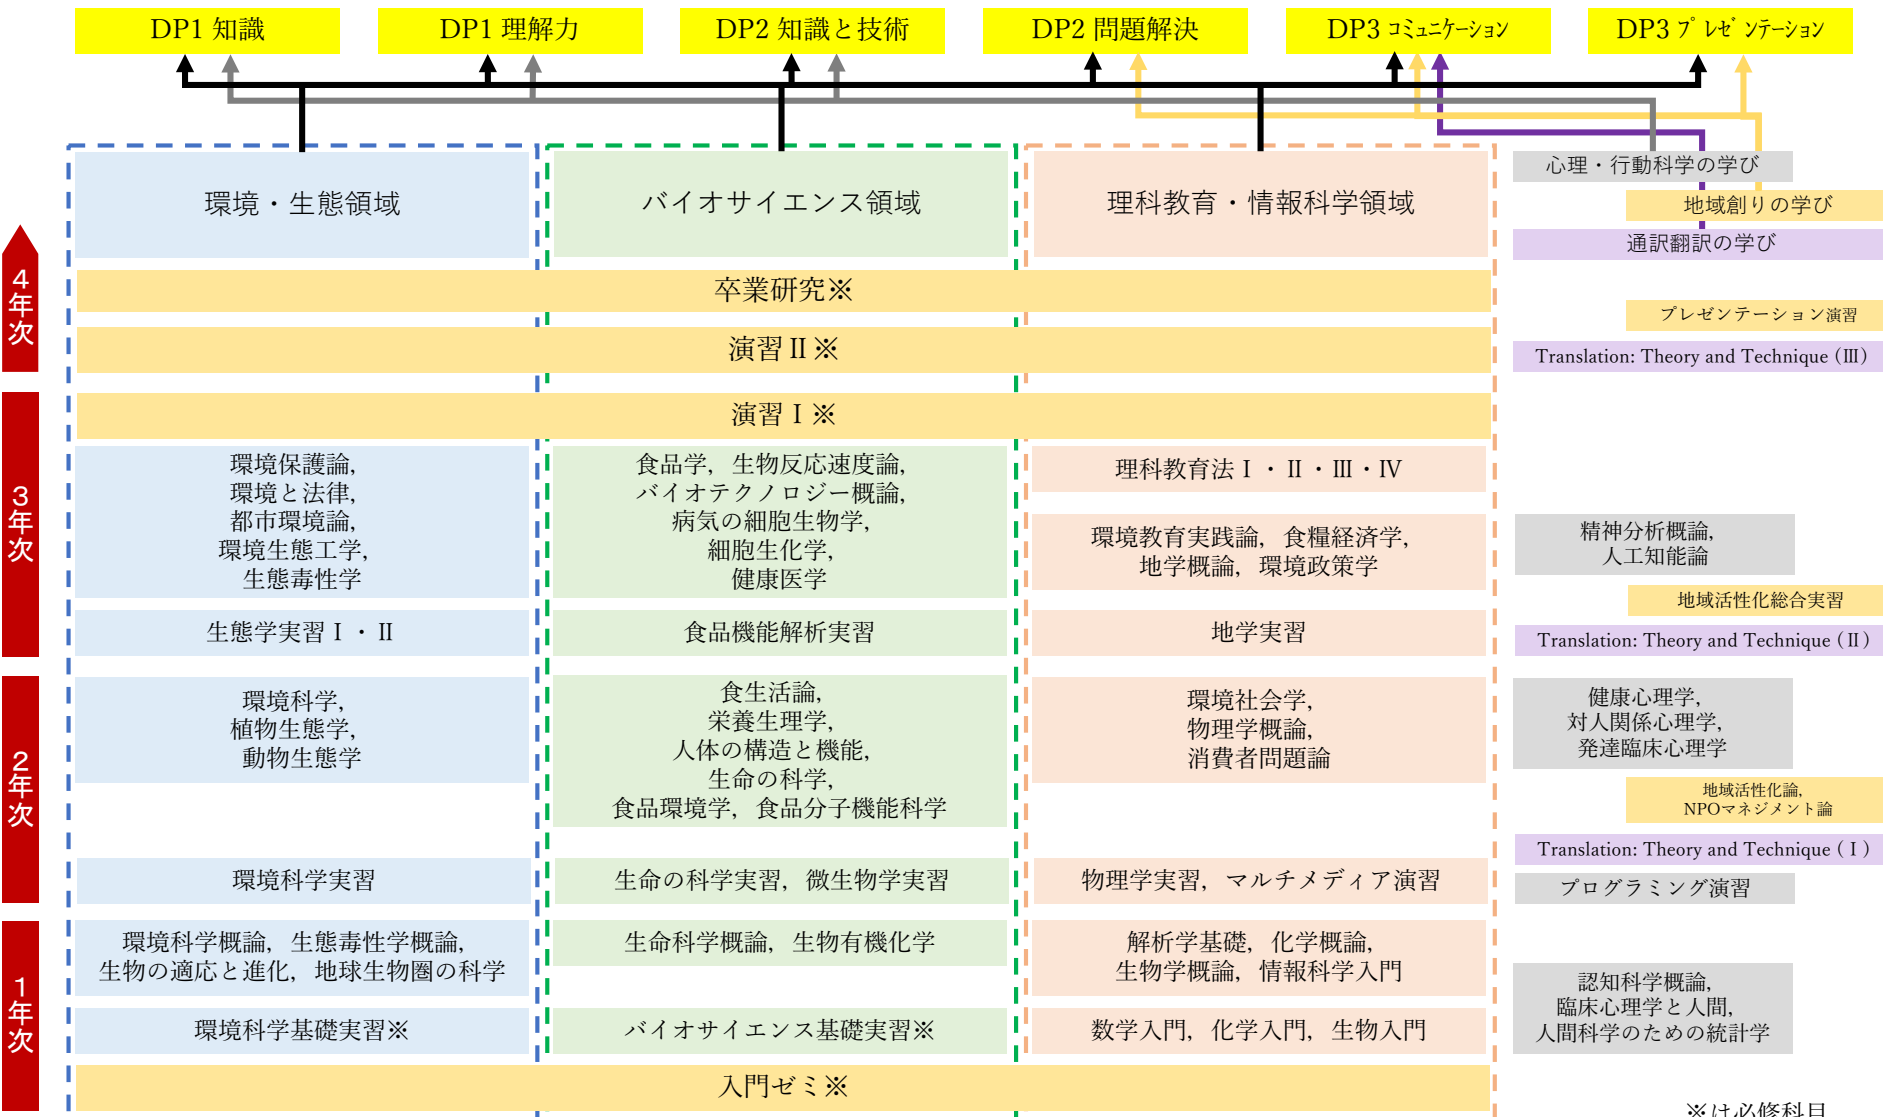 DP1 知識
DP1 理解力
DP2 知識と技術
DP2 問題解決
DP3 コミュニケーション
DP3 プレゼンテーション
環境・生態領域
バイオサイエンス領域
理科教育・情報科学領域
心理・行動科学の学び
地域創りの学び
通訳翻訳の学び
4年次
卒業研究※
プレゼンテーション演習
演習Ⅱ※
Translation: Theory and Technique (Ⅲ)
3年次
演習Ⅰ※
環境保護論,
環境と法律,
都市環境論,
環境生態工学,
生態毒性学
食品学, 生物反応速度論,
バイオテクノロジー概論,
病気の細胞生物学,
細胞生化学,
健康医学
理科教育法Ⅰ・Ⅱ・Ⅲ・Ⅳ
環境教育実践論, 食糧経済学,
地学概論, 環境政策学
精神分析概論,
人工知能論
地域活性化総合実習
生態学実習Ⅰ・Ⅱ
食品機能解析実習
地学実習
Translation: Theory and Technique (Ⅱ)
2年次
環境科学,
植物生態学,
動物生態学
食生活論,
栄養生理学,
人体の構造と機能,
生命の科学,
食品環境学, 食品分子機能科学
環境社会学,
物理学概論,
消費者問題論
健康心理学,
対人関係心理学,
発達臨床心理学
地域活性化論,
NPOマネジメント論
Translation: Theory and Technique (Ⅰ)
環境科学実習
生命の科学実習, 微生物学実習
物理学実習, マルチメディア演習
プログラミング演習
1年次
環境科学概論, 生態毒性学概論,
生物の適応と進化, 地球生物圏の科学
生命科学概論, 生物有機化学
解析学基礎, 化学概論,
生物学概論, 情報科学入門
認知科学概論,
臨床心理学と人間,
人間科学のための統計学
環境科学基礎実習※
バイオサイエンス基礎実習※
数学入門, 化学入門, 生物入門
入門ゼミ※
※は必修科目